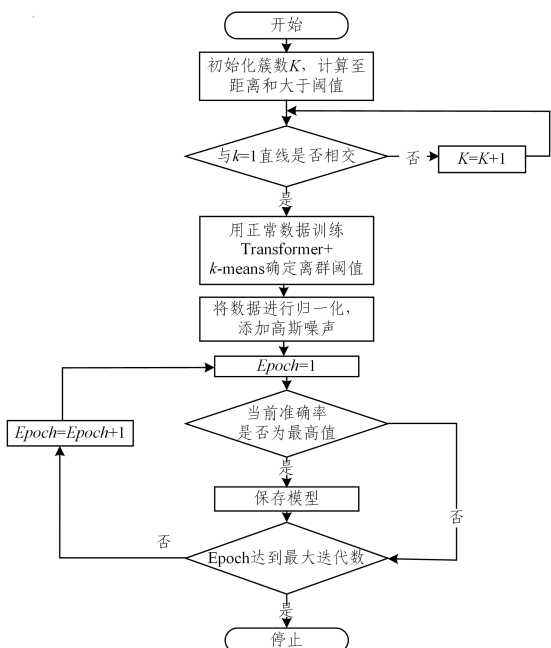 开始
初始化簇数K，计算至
距离和大于阈值
与k=1直线是否相交
否
K=K+1
是
用正常数据训练
Transformer+
k-means确定离群阈值
将数据进行归一化，
添加高斯噪声
Epoch=1
当前准确率
是否为最高值
Epoch=Epoch+1
是
保存模型
否
否
Epoch达到最大迭代数
是
停止